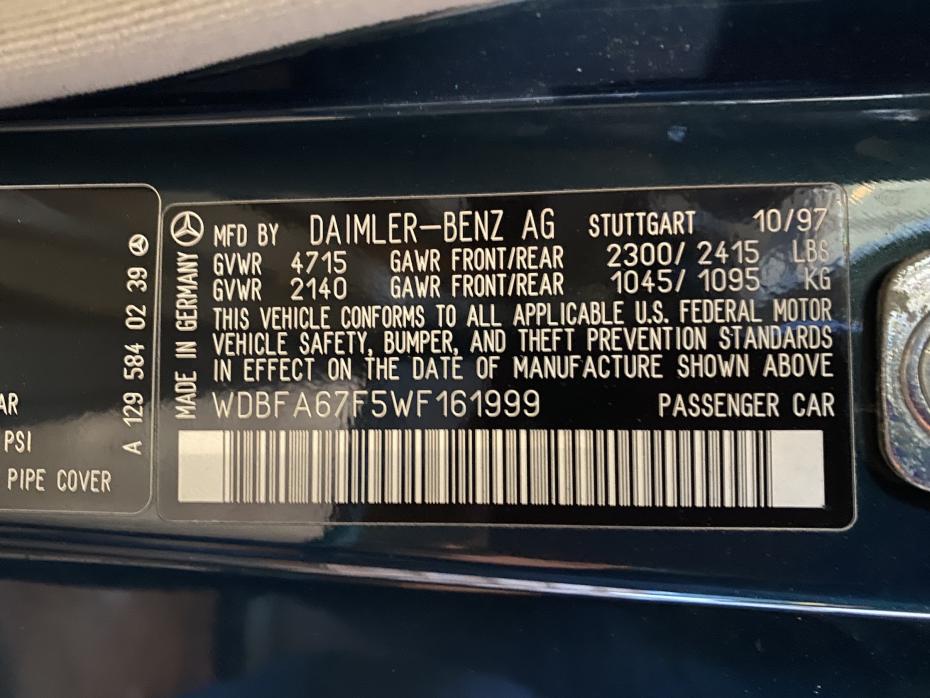 AR
PSI
PIPE COVER
A 129 584 02 39
MADE IN GERMANY
MFD BY DAIMLER-BENZ AG STUTTGART 10/97
GVWR 4715 GAWR FRONT/REAR 2300/ 2415 LBS
GVWR 2140 GAWR FRONT/REAR 1045/ 1095 KG
THIS VEHICLE CONFORMS TO ALL APPLICABLE U.S. FEDERAL MOTOR
VEHICLE SAFETY, BUMPER, AND THEFT PREVENTION STANDARDS
IN EFFECT ON THE DATE OF MANUFACTURE SHOWN ABOVE
WDBFA67F5WF161999 PASSENGER CAR